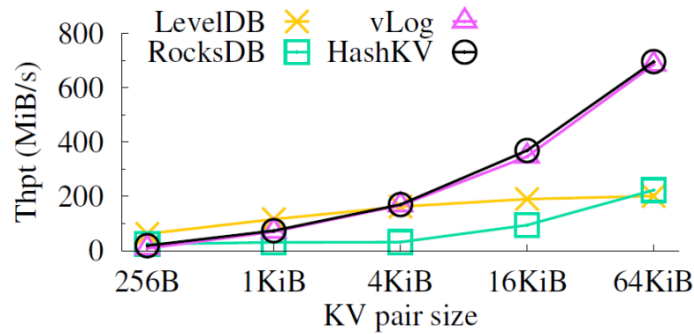 LevelDB vLog
RocksDB HashKV
Thpt (MiB/s)
800
600
400
200
0
256B 1KiB 4KiB 16KiB 64KiB
KV pair size